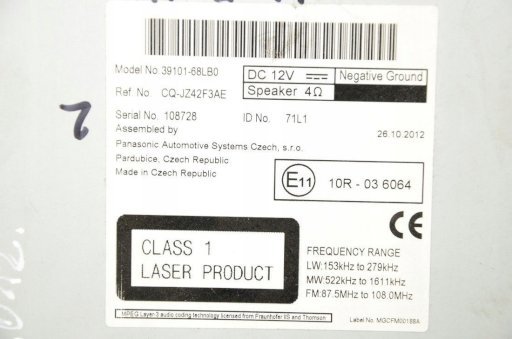 Model No. 39101-68LB0
DC 12V
Negative Ground
Ref. No. CQ-JZ42F3AE
Speaker 4Ω
Serial No. 108728
ID No. 71L1
Assembled by
26.10.2012
Panasonic Automotive Systems Czech, s.r.o.
Pardubice, Czech Republic
Made in Czech Republic
E11
10R - 03 6064
CE
CLASS 1
LASER PRODUCT
FREQUENCY RANGE
LW:153kHz to 279kHz
MW:522kHz to 1611kHz
FM:87.5MHz to 108.0MHz
MPEG Layer-3 audio coding technology licensed from Fraunhofer IIS and Thomson
Label No. MGCFM00188A